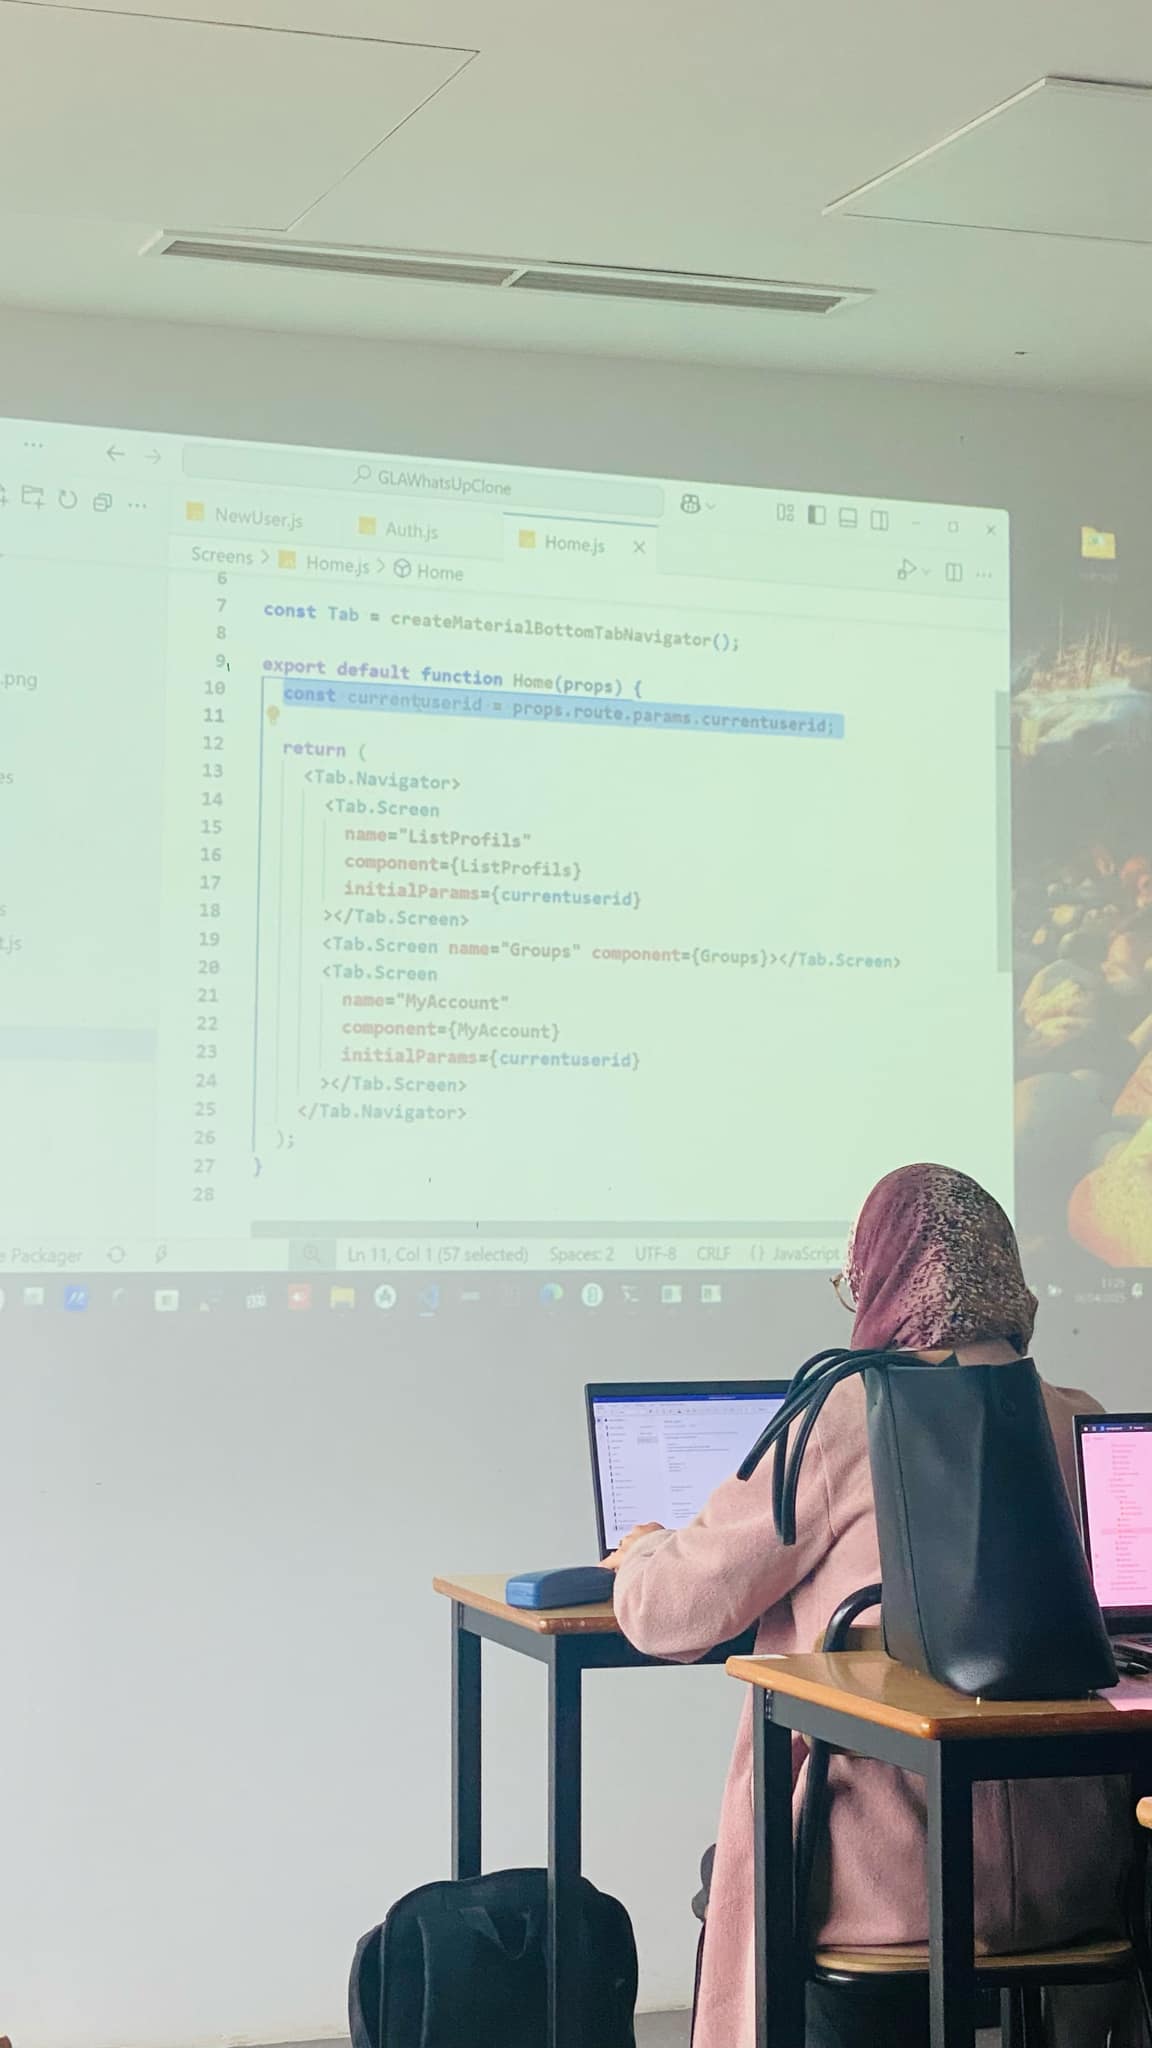 GLAWhatsUpClone
NewUser.js
Auth.js
Home.js
Screens > Home.js > Home
.png
es
s
t.js
6
7 const Tab = createMaterialBottomTabNavigator();
8
9 export default function Home(props) {
10 const currentuserid = props.route.params.currentuserid;
11
12 return (
13 <Tab.Navigator>
14 <Tab.Screen
15 name="ListProfils"
16 component={ListProfils}
17 initialParams={currentuserid}
18 ></Tab.Screen>
19 <Tab.Screen name="Groups" component={Groups}></Tab.Screen>
20 <Tab.Screen
21 name="MyAccount"
22 component={MyAccount}
23 initialParams={currentuserid}
24 ></Tab.Screen>
25 </Tab.Navigator>
26 );
27 }
28
e Packager
Ln 11, Col 1 (57 selected) Spaces: 2 UTF-8 CRLF {} JavaScript